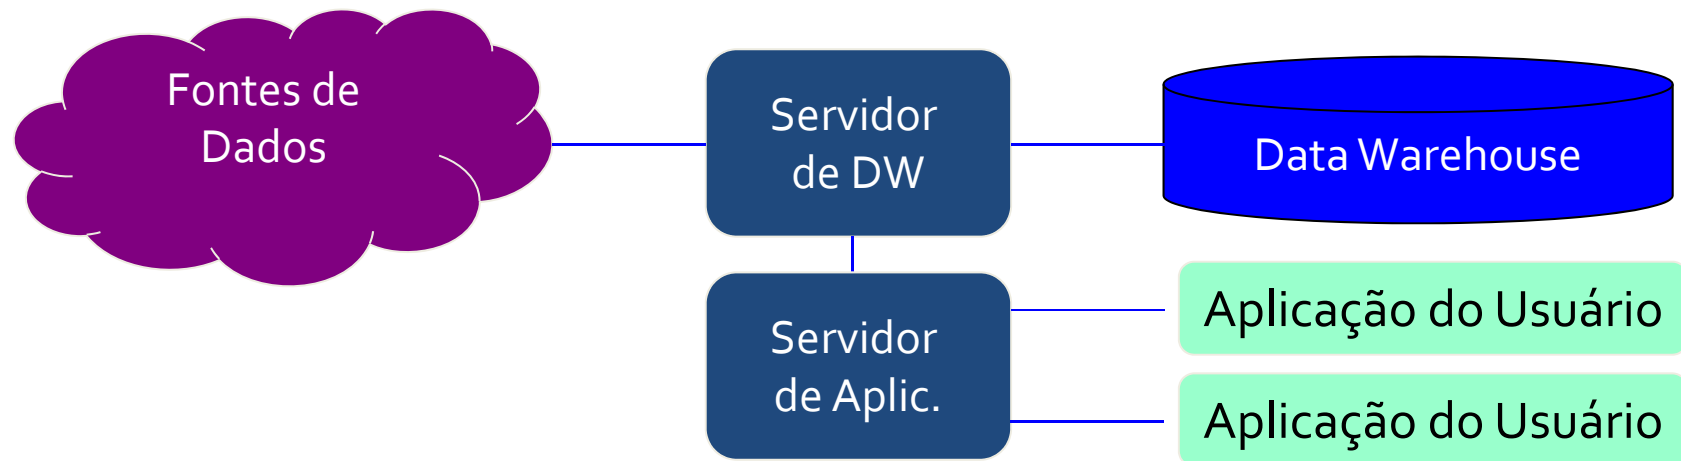 Fontes de
Dados
Servidor
de DW
Data Warehouse
Servidor
de Aplic.
Aplicação do Usuário
Aplicação do Usuário